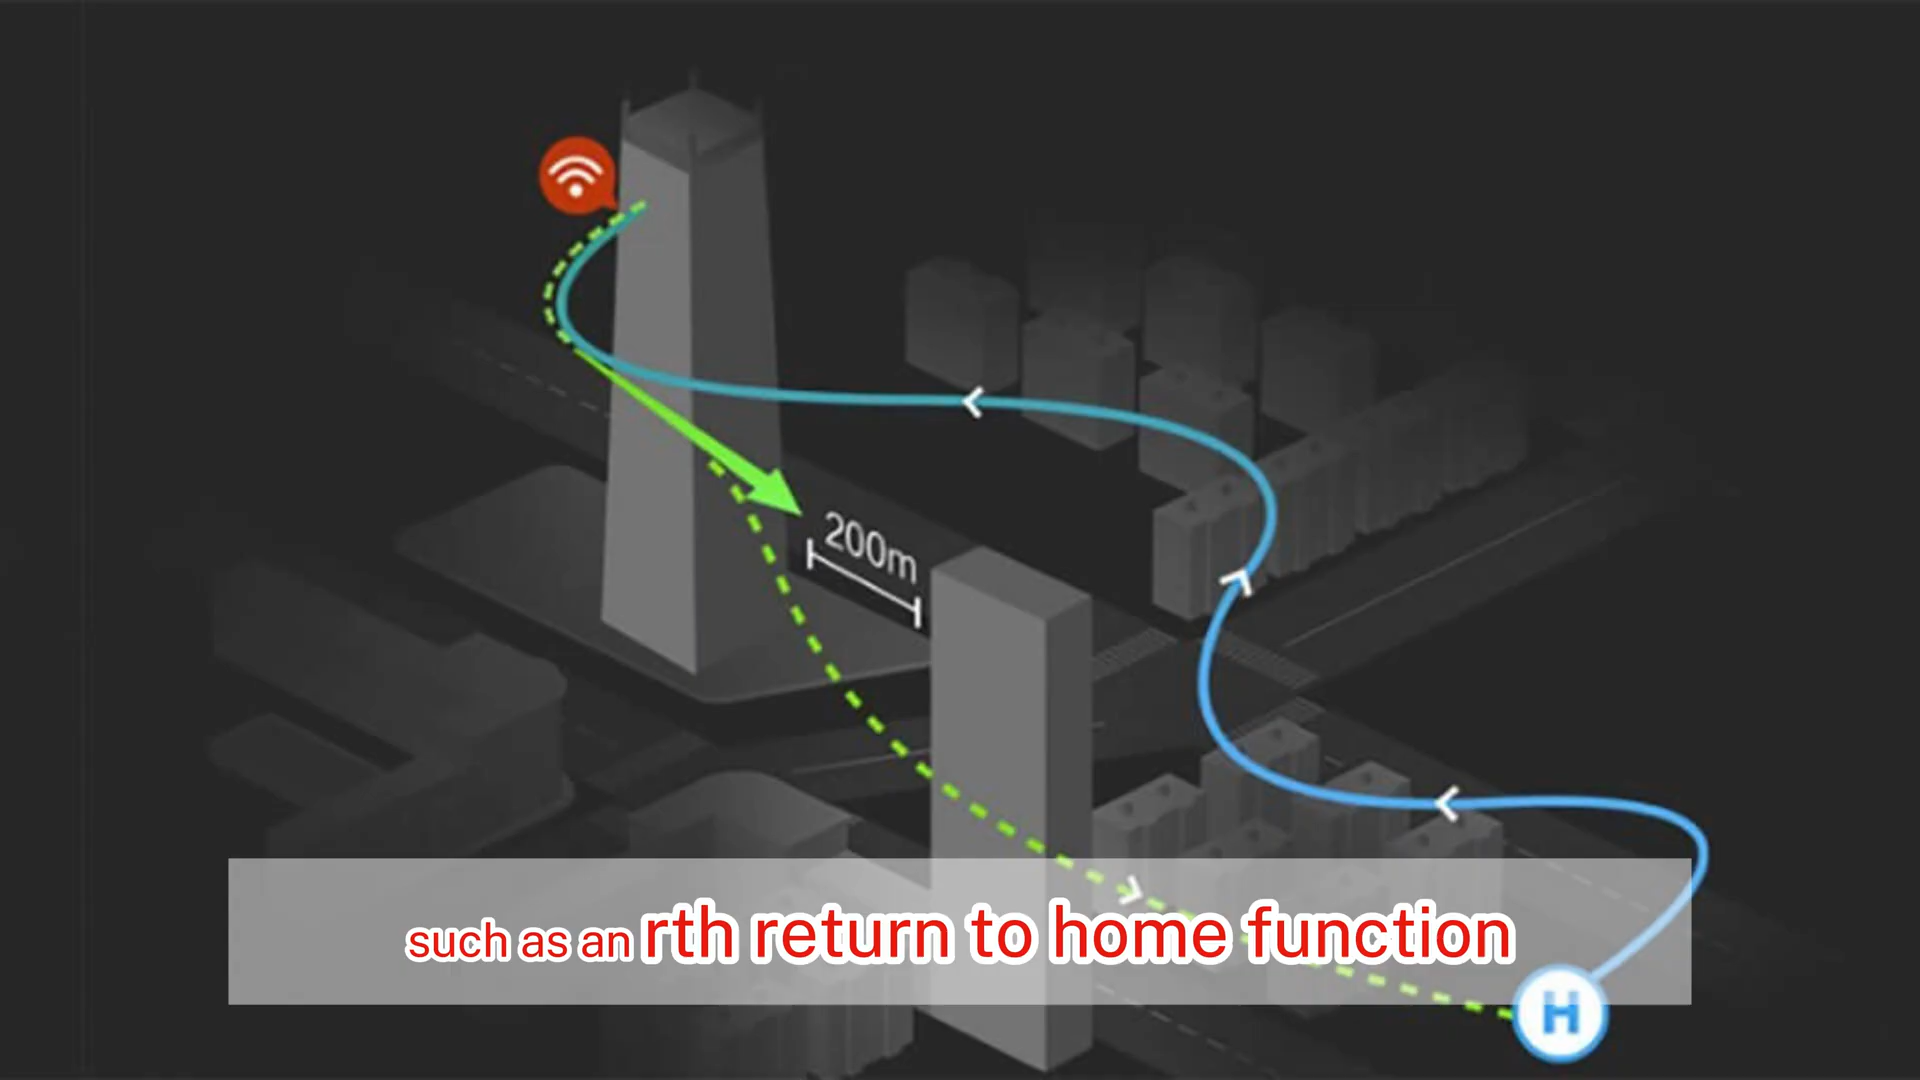 200m
such as an rth return to home function
H